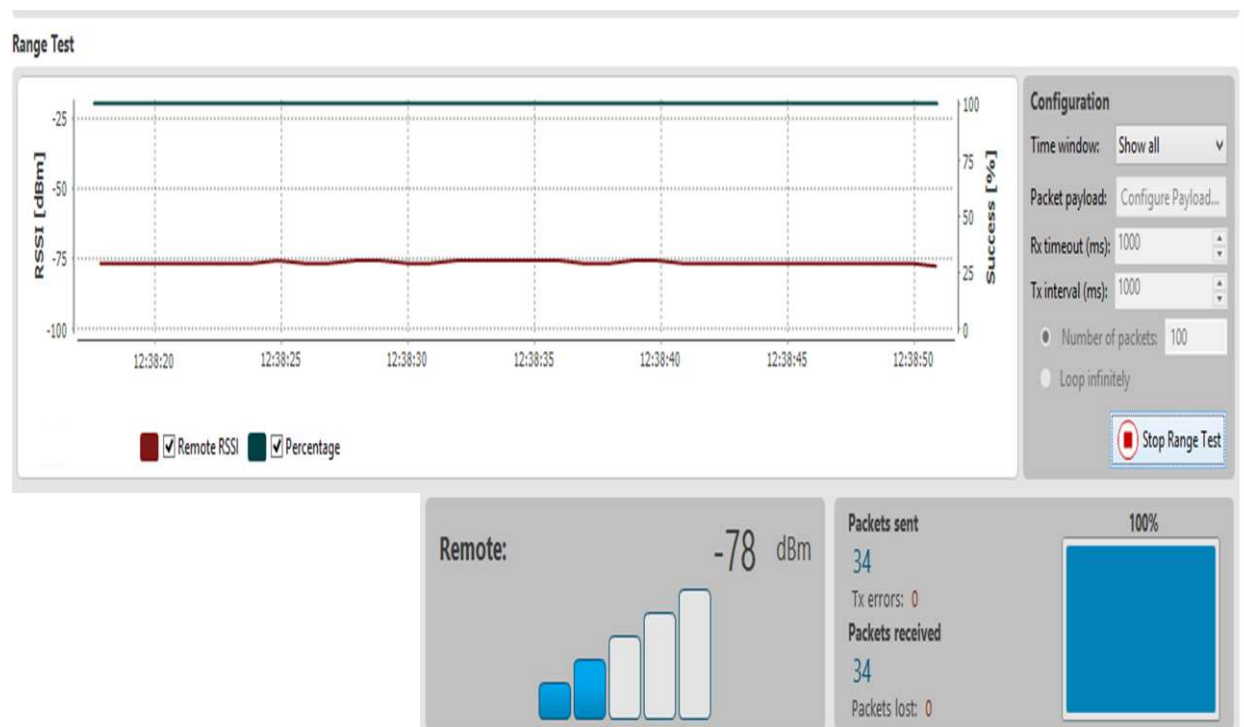 Range Test
RSSI [dBm]
-25
-50
-75
-100
100
75
50
25
0
Success [%]
12:38:20 12:38:25 12:38:30 12:38:35 12:38:40 12:38:45 12:38:50
Remote RSSI Percentage
Configuration
Time window: Show all
Packet payload: Configure Payload...
Rx timeout (ms): 1000
Tx interval (ms): 1000
Number of packets: 100
Loop infinitely
Stop Range Test
Remote: -78 dBm
Packets sent
34
Tx errors: 0
Packets received
34
Packets lost: 0
100%